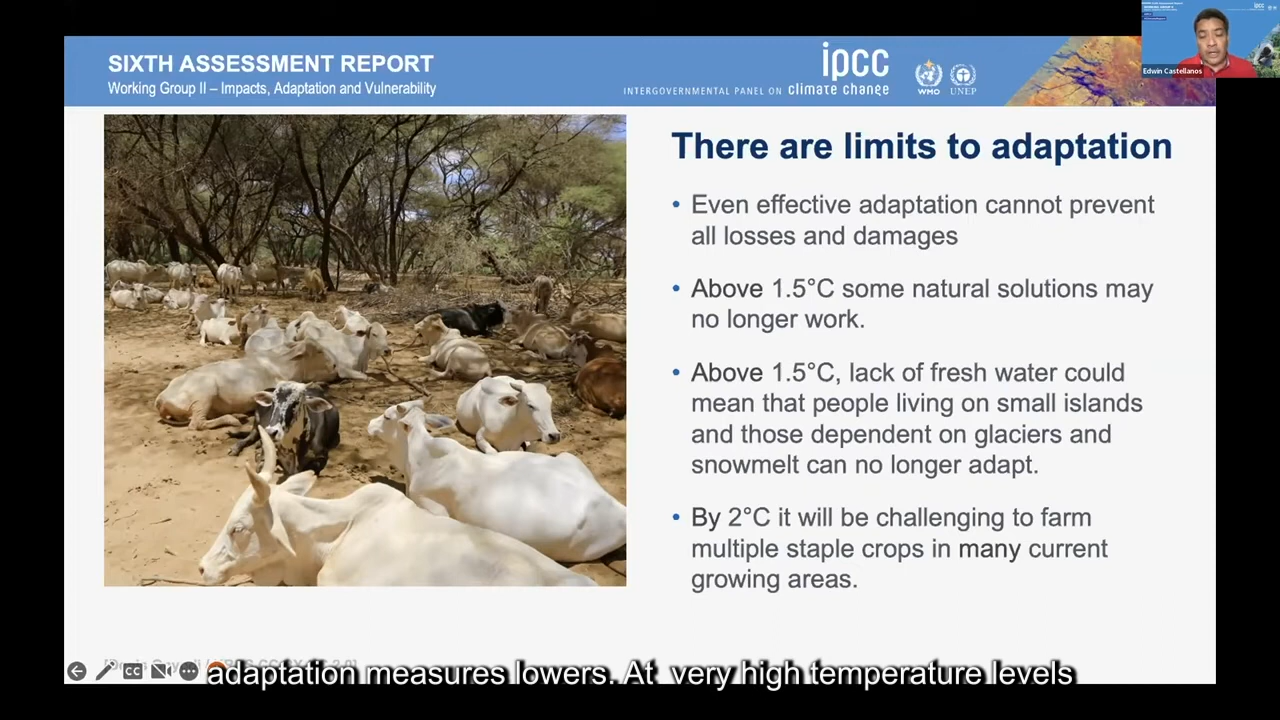 SIXTH ASSESSMENT REPORT
Working Group II – Impacts, Adaptation and Vulnerability
INTERGOVERNMENTAL PANEL ON climate change
ipcc
WMO
UNEP
Edwin Castellanos
There are limits to adaptation
• Even effective adaptation cannot prevent
all losses and damages
• Above 1.5°C some natural solutions may
no longer work.
• Above 1.5°C, lack of fresh water could
mean that people living on small islands
and those dependent on glaciers and
snowmelt can no longer adapt.
• By 2°C it will be challenging to farm
multiple staple crops in many current
growing areas.
CC
adaptation measures lowers. At very high temperature levels